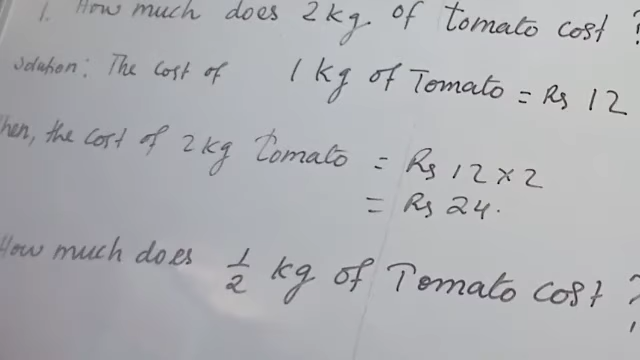 1. How much does 2 kg. of tomato cost ?
Solution: The cost of 1 kg of Tomato = Rs 12
hen, the cost of 2 kg tomato = Rs 12 x 2
= Rs 24.
How much does 1/2 kg of Tomato cost ?